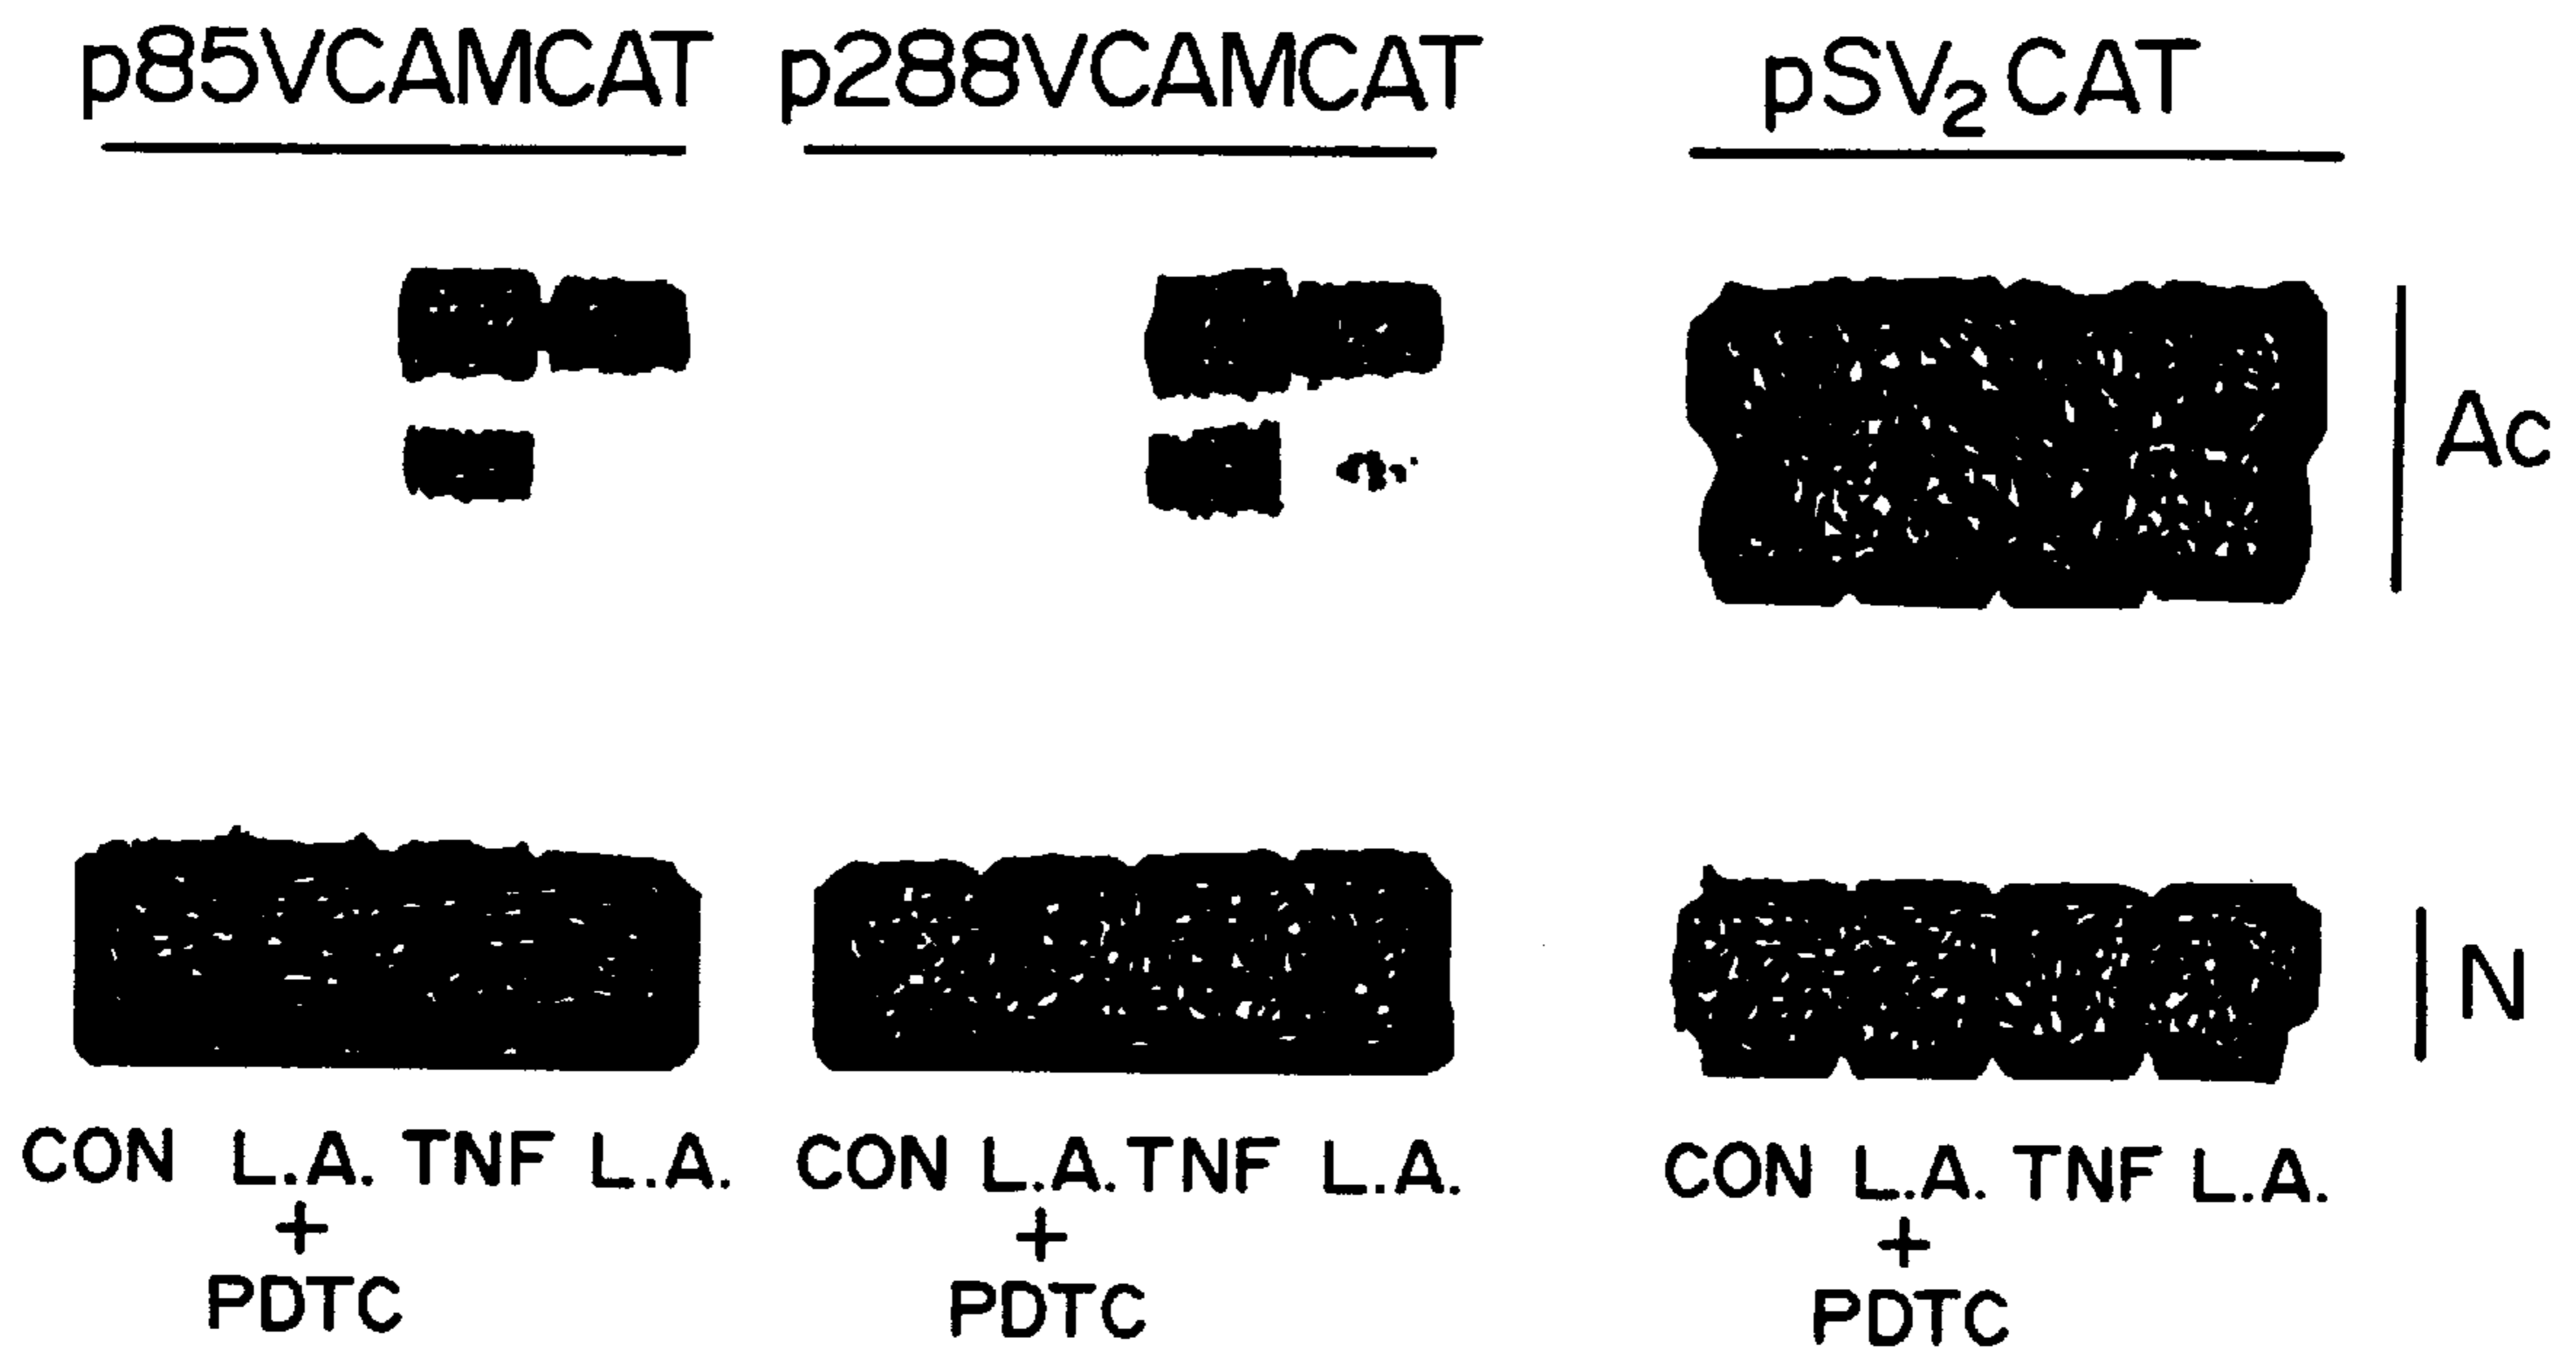 p85VCAMCAT p288VCAMCAT pSV₂CAT
Ac
N
CON L.A. TNF L.A. CON L.A. TNF L.A. CON L.A. TNF L.A.
+ + +
PDTC PDTC PDTC